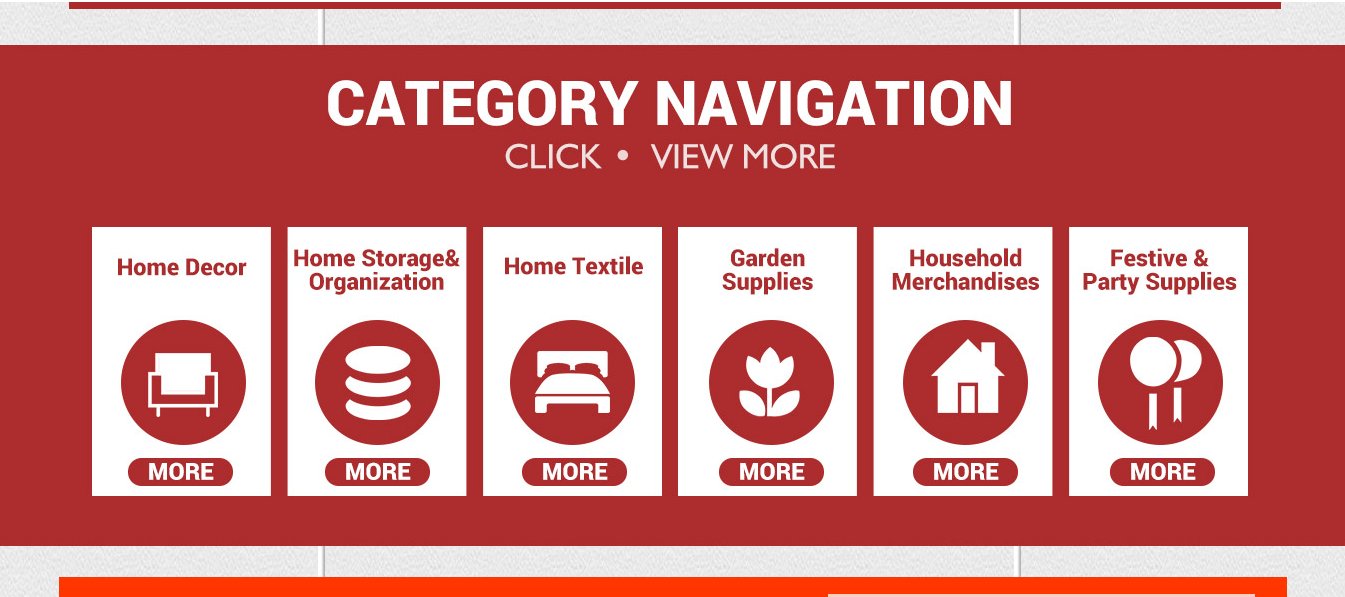 CATEGORY NAVIGATION
CLICK • VIEW MORE
Home Decor
MORE
Home Storage&
Organization
MORE
Home Textile
MORE
Garden
Supplies
MORE
Household
Merchandises
MORE
Festive &
Party Supplies
MORE